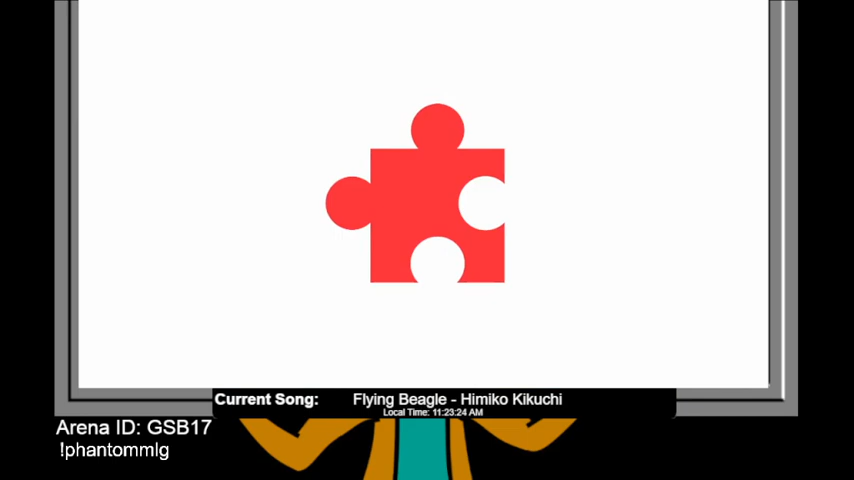 Current Song: Flying Beagle - Himiko Kikuchi
Local Time: 11:23:24 AM
Arena ID: GSB17
!phantommlg